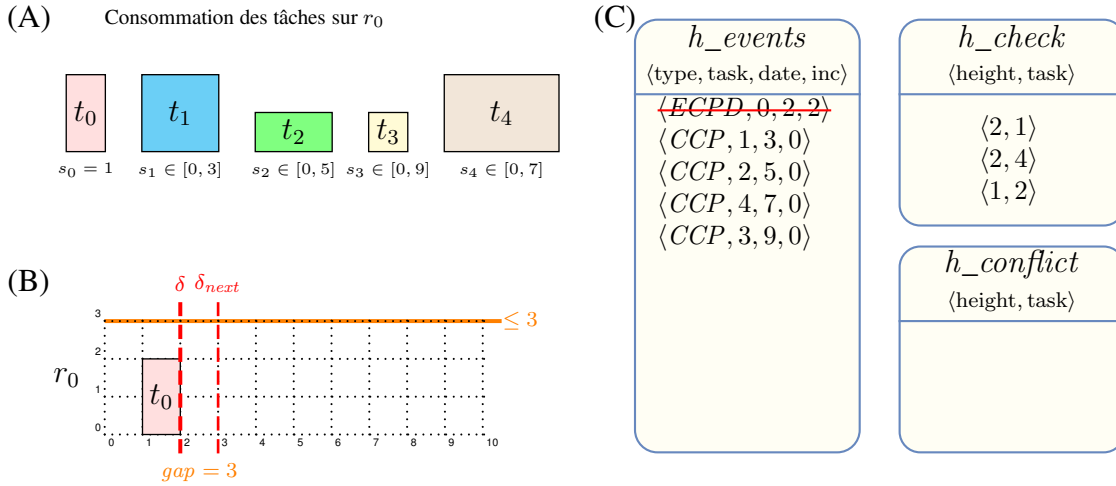 (A)
Consommation des tâches sur r₀
t₀
t₁
t₂
t₃
t₄
s₀ = 1
s₁ ∈ [0, 3]
s₂ ∈ [0, 5]
s₃ ∈ [0, 9]
s₄ ∈ [0, 7]
(B)
δ
δₙₑₓₜ
≤ 3
r₀
3
2
1
0
t₀
0 1 2 3 4 5 6 7 8 9 10
gap = 3
(C)
h_events
⟨type, task, date, inc⟩
⟨ECPD, 0, 2, 2⟩
⟨CCP, 1, 3, 0⟩
⟨CCP, 2, 5, 0⟩
⟨CCP, 4, 7, 0⟩
⟨CCP, 3, 9, 0⟩
h_check
⟨height, task⟩
⟨2, 1⟩
⟨2, 4⟩
⟨1, 2⟩
h_conflict
⟨height, task⟩